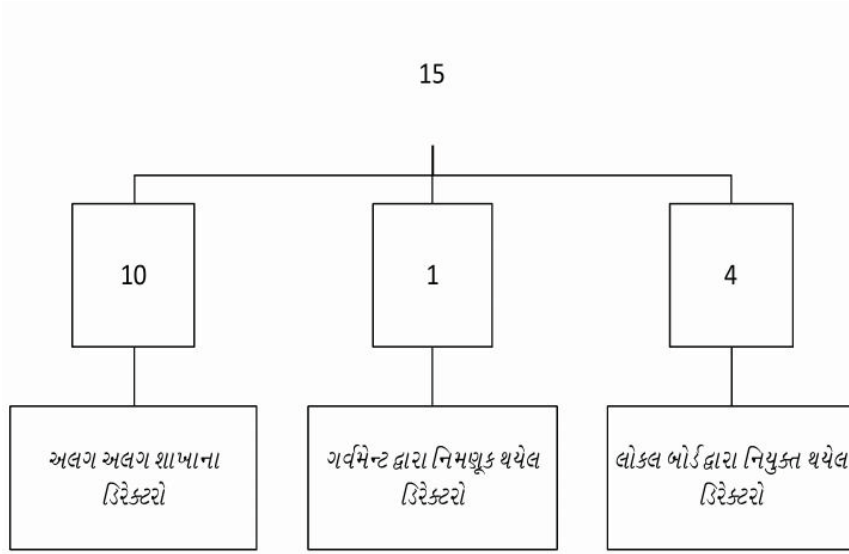 15
10
1
4
અલગ અલગ શાખાના
ડિરેક્ટરો
ગર્વમેન્ટ દ્વારા નિમણૂક થયેલ
ડિરેક્ટરો
લોકલ બોર્ડ દ્વારા નિયુક્ત થયેલ
ડિરેક્ટરો